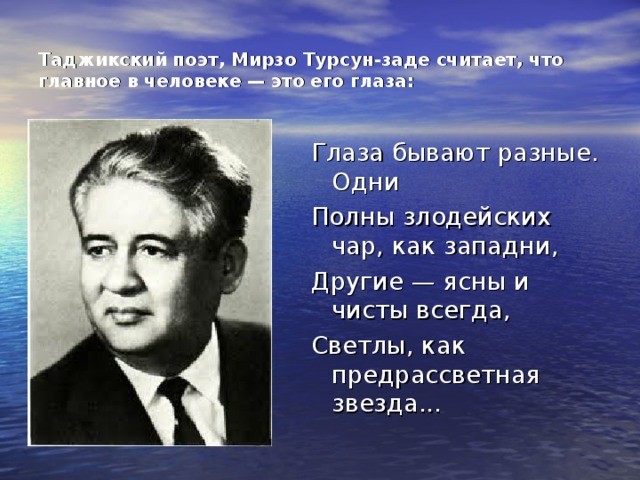 Таджикский поэт, Мирзо Турсун-заде считает, что
главное в человеке — это его глаза:
Глаза бывают разные.
Одни
Полны злодейских
чар, как западни,
Другие — ясны и
чисты всегда,
Светлы, как
предрассветная
звезда...